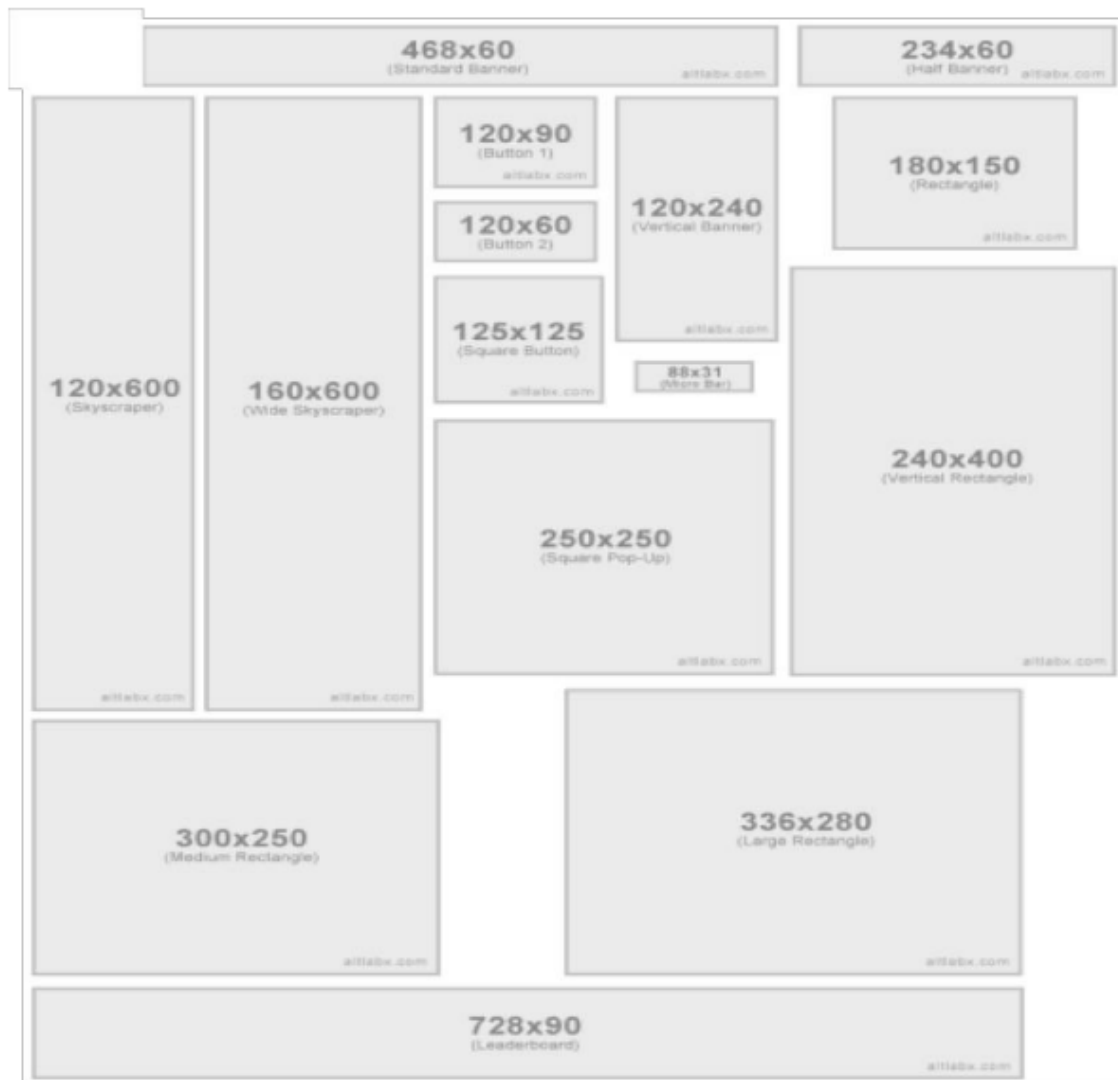 468x60
(Standard Banner)
altlabx.com
234x60
(Half Banner)
altlabx.com
120x600
(Skyscraper)
altlabx.com
160x600
(Wide Skyscraper)
altlabx.com
120x90
(Button 1)
altlabx.com
120x60
(Button 2)
125x125
(Square Button)
altlabx.com
120x240
(Vertical Banner)
altlabx.com
88x31
(Micro Bar)
180x150
(Rectangle)
altlabx.com
240x400
(Vertical Rectangle)
altlabx.com
250x250
(Square Pop-Up)
altlabx.com
300x250
(Medium Rectangle)
altlabx.com
336x280
(Large Rectangle)
altlabx.com
728x90
(Leaderboard)
altlabx.com